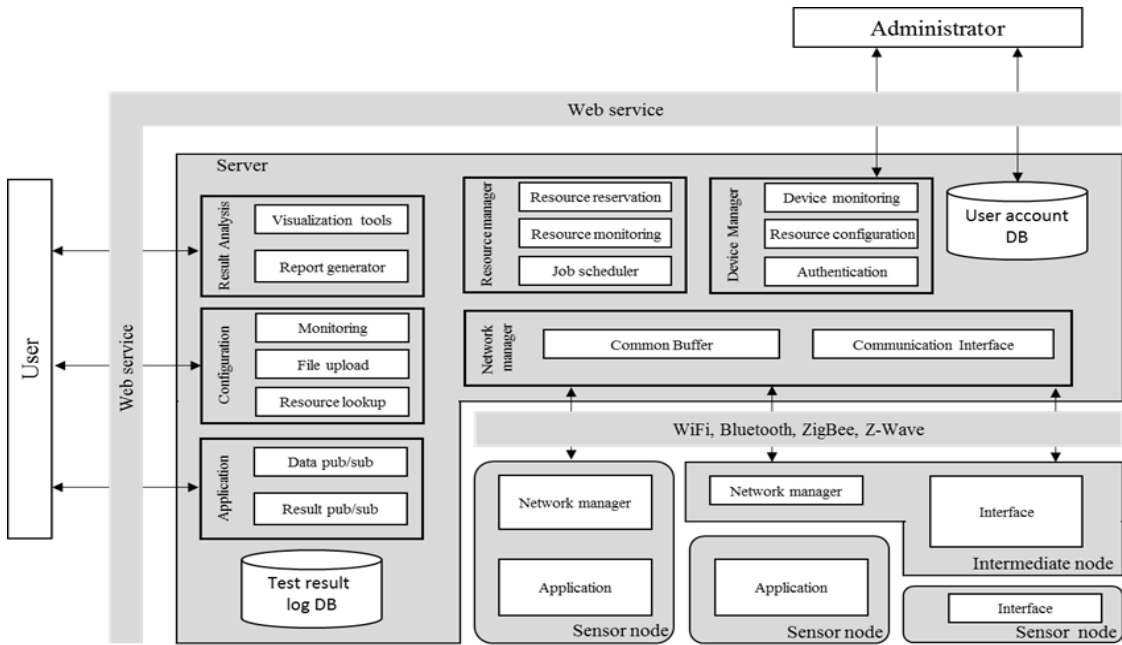 Administrator
Web service
Server
User
Web service
Result Analysis
Visualization tools
Report generator
Configuration
Monitoring
File upload
Resource lookup
Application
Data pub/sub
Result pub/sub
Test result
log DB
Resource manager
Resource reservation
Resource monitoring
Job scheduler
Device Manager
Device monitoring
Resource configuration
Authentication
User account
DB
Network
manager
Common Buffer
Communication Interface
WiFi, Bluetooth, ZigBee, Z-Wave
Network manager
Application
Sensor node
Network manager
Interface
Intermediate node
Application
Sensor node
Interface
Sensor node